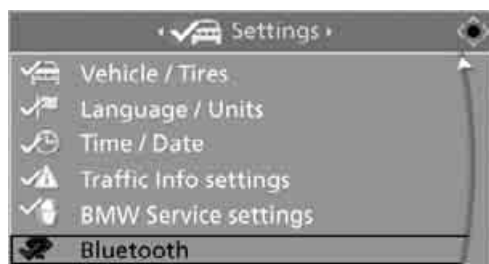 Settings
Vehicle / Tires
Language / Units
Time / Date
Traffic Info settings
BMW Service settings
Bluetooth